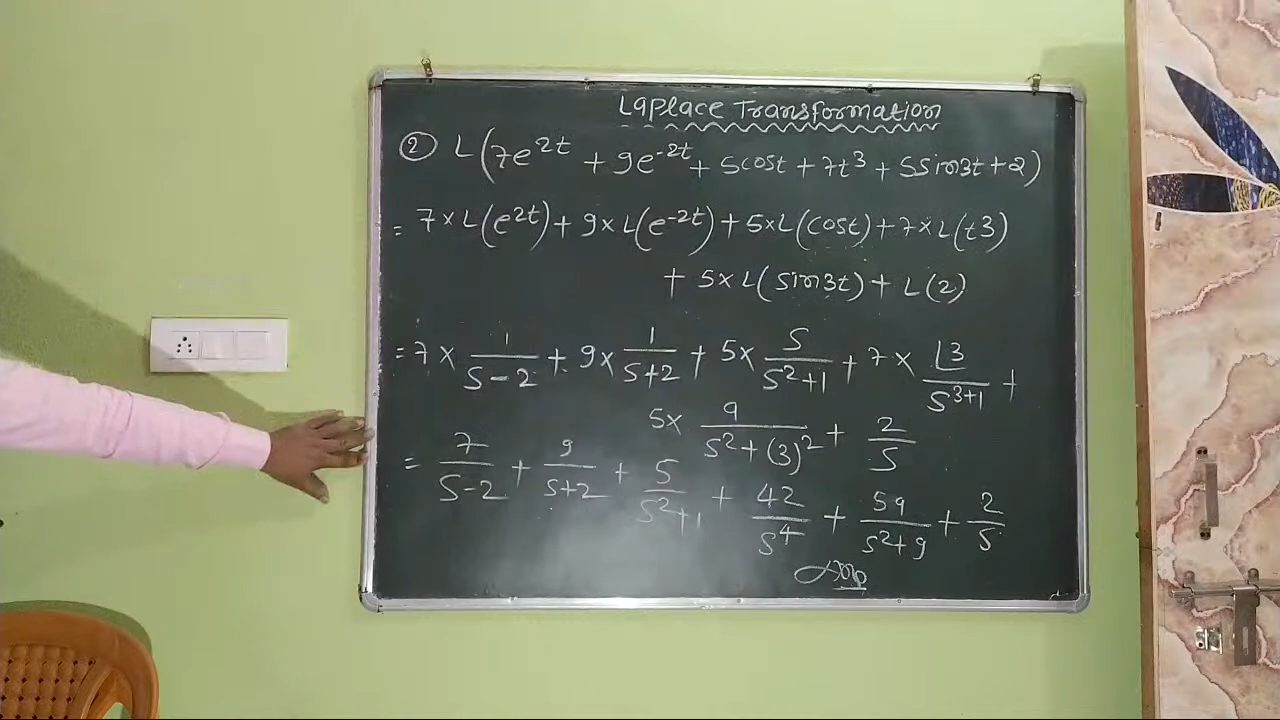 Laplace Transformation
② L(7e^2t + 9e^-2t + 5cost + 7t^3 + 5sin3t + 2)
= 7×L(e^2t) + 9×L(e^-2t) + 5×L(cost) + 7×L(t3)
+ 5×L(sin3t) + L(2)
= 7 × 1/(s-2) + 9 × 1/(s+2) + 5 × s/(s^2+1) + 7 × L3/s^(3+1) +
5 × a/(s^2+(3)^2) + 2/s
= 7/(s-2) + 9/(s+2) + 5/(s^2+1) + 42/s^4 + 5a/(s^2+9) + 2/s
Ans